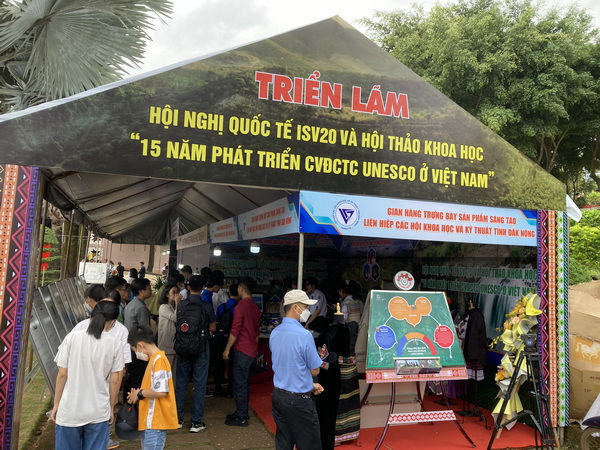 TRIỂN LÃM
HỘI NGHỊ QUỐC TẾ ISV20 VÀ HỘI THẢO KHOA HỌC
“15 NĂM PHÁT TRIỂN CVĐCTC UNESCO Ở VIỆT NAM”
GIAN HÀNG TRƯNG BÀY SẢN PHẨM SÁNG TẠO
LIÊN HIỆP CÁC HỘI KHOA HỌC VÀ KỸ THUẬT TỈNH ĐẮK NÔNG